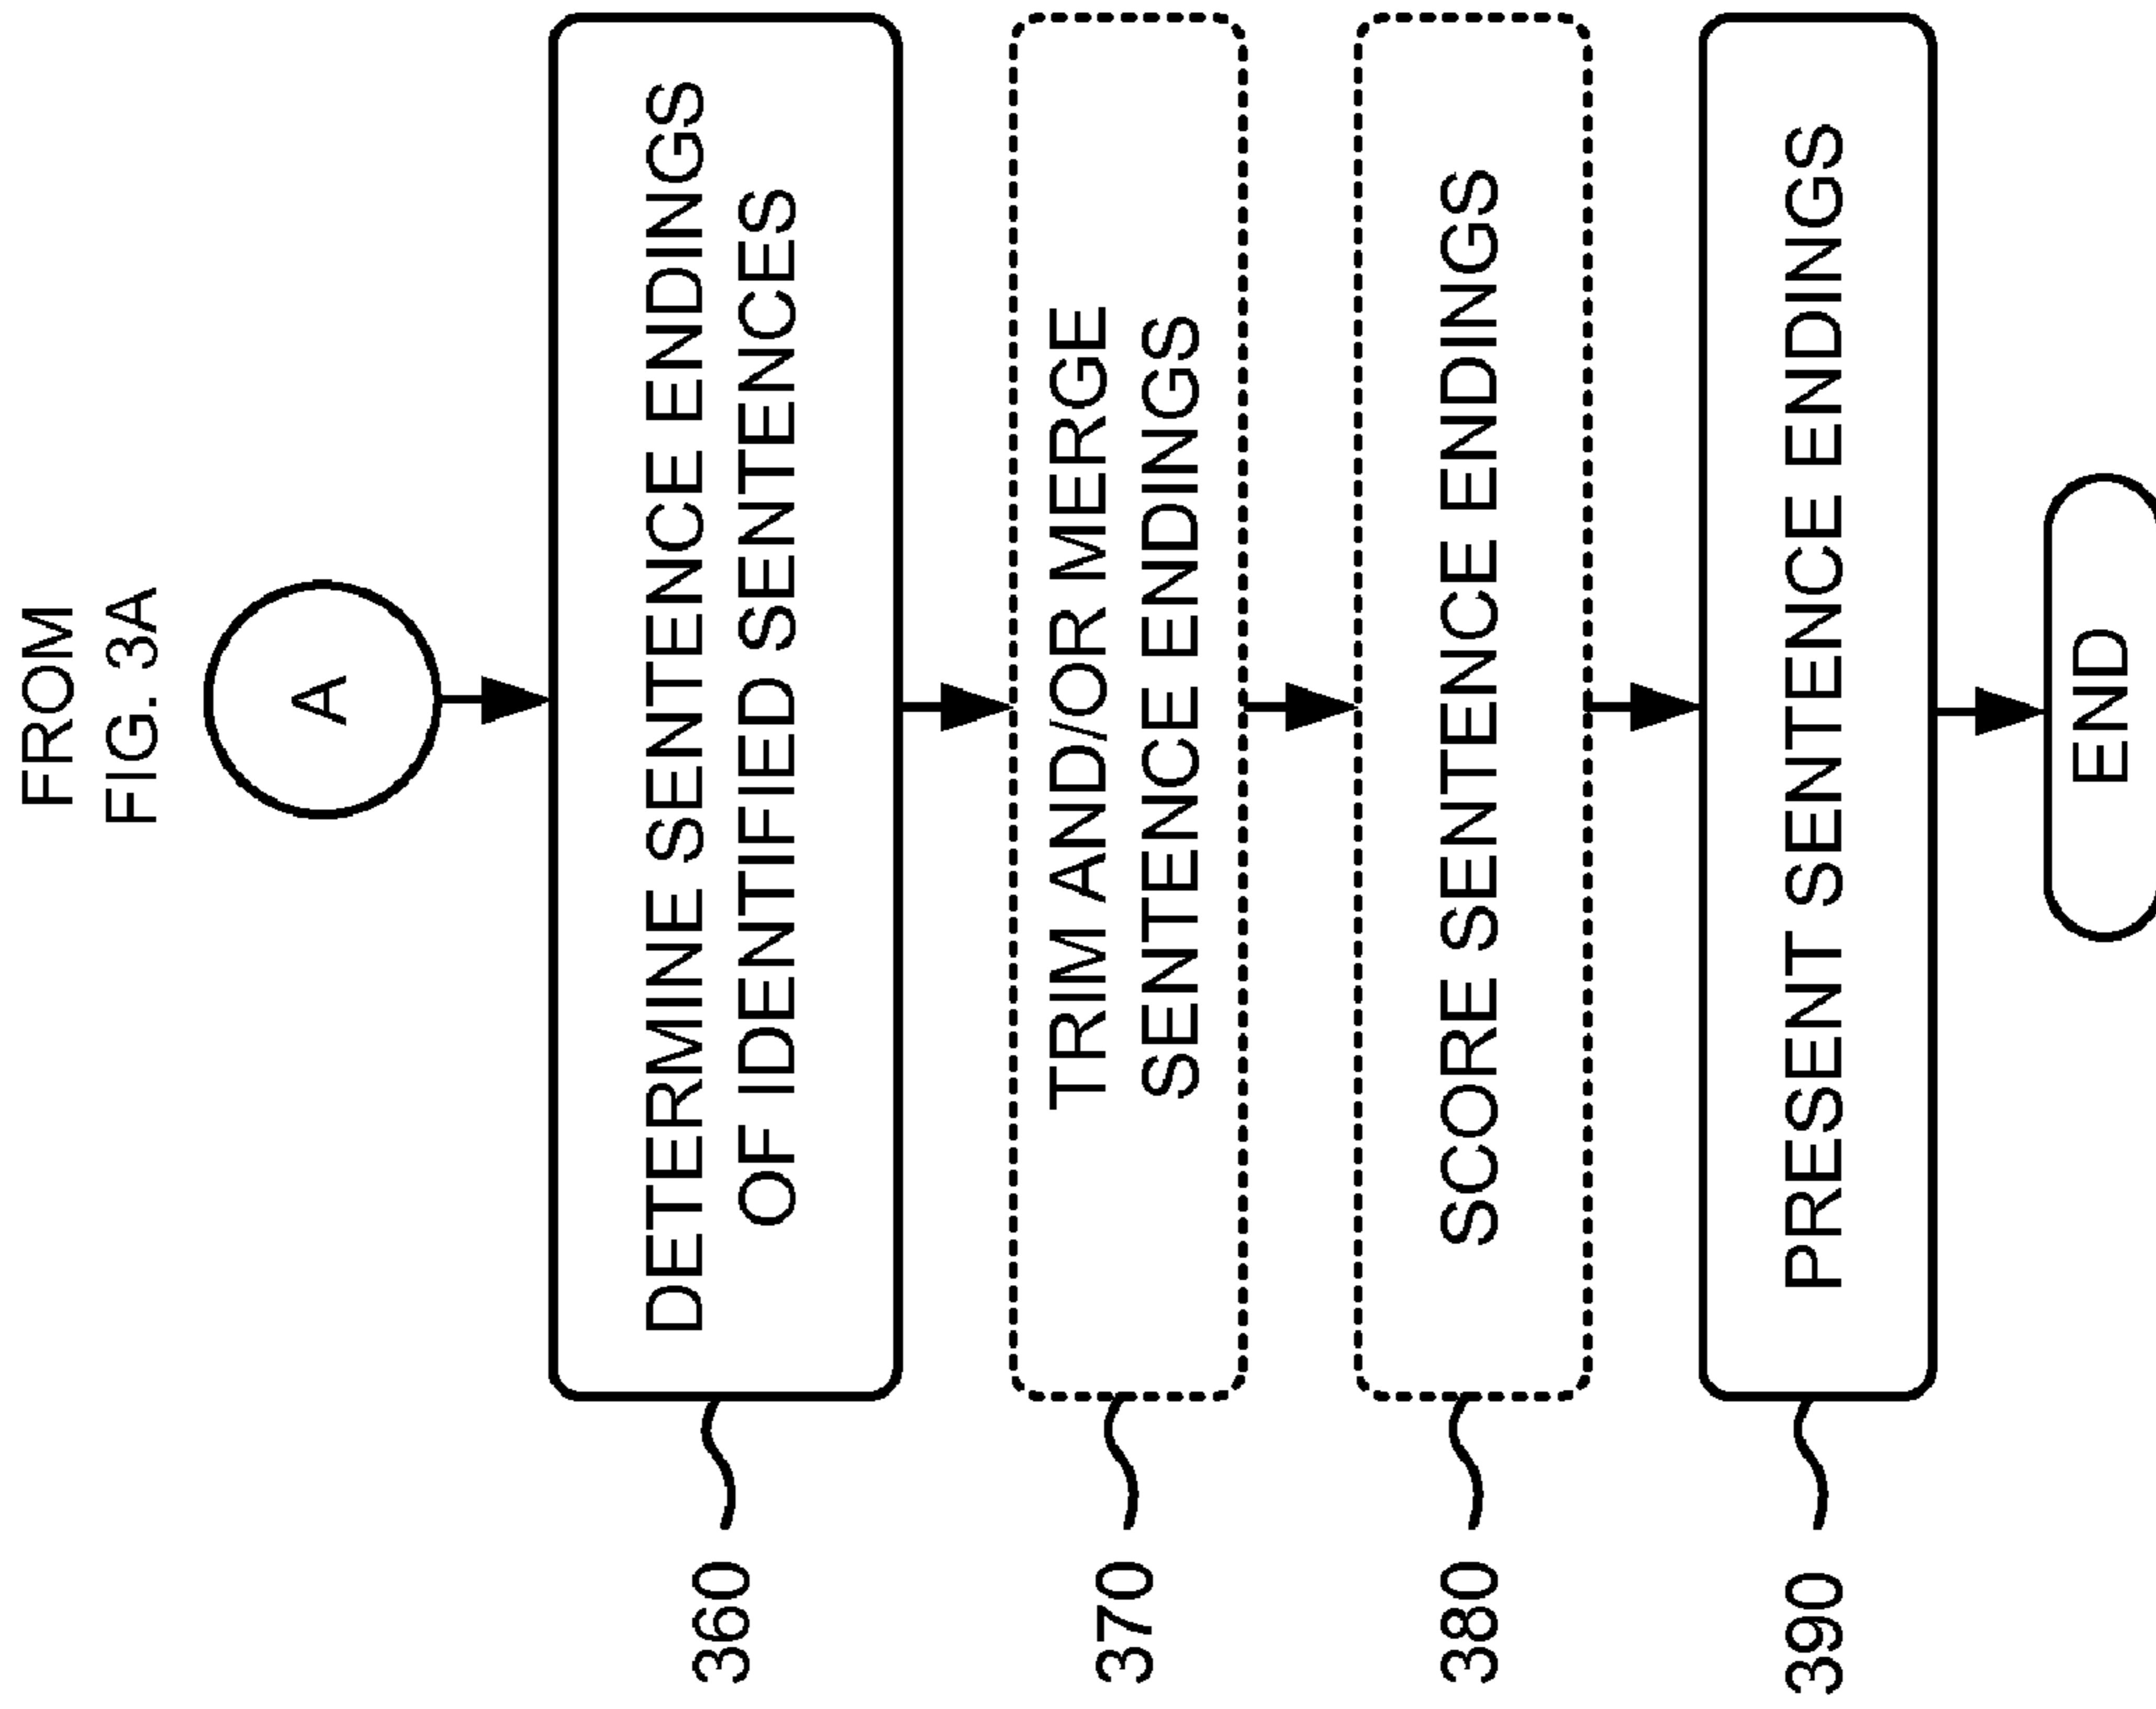 FROM
FIG. 3A
A
DETERMINE SENTENCE ENDINGS
OF IDENTIFIED SENTENCES
360
TRIM AND/OR MERGE
SENTENCE ENDINGS
370
SCORE SENTENCE ENDINGS
380
PRESENT SENTENCE ENDINGS
390
END